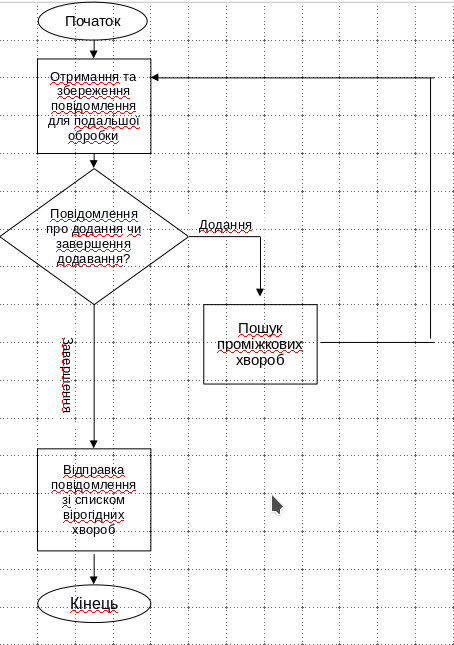 Початок
Отримання та
збереження
повідомлення
для подальшої
обробки
Повідомлення
про додання чи
завершення
додавання?
Додання
Пошук
проміжкових
хвороб
Завершення
Відправка
повідомлення
зі списком
вірогідних
хвороб
Кінець